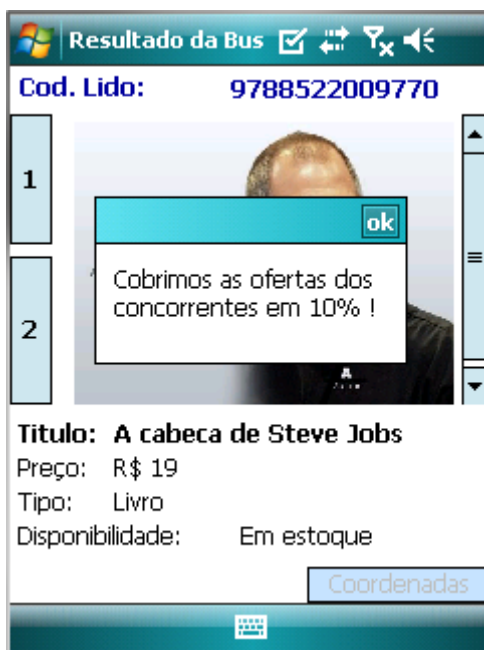 Resultado da Bus
Cod. Lido: 9788522009770
1
ok
Cobrimos as ofertas dos
concorrentes em 10% !
2
Titulo: A cabeca de Steve Jobs
Preço: R$ 19
Tipo: Livro
Disponibilidade: Em estoque
Coordenadas